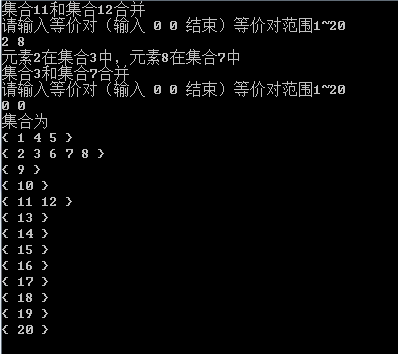 集合11和集合12合并
请输入等价对（输入 0 0 结束）等价对范围1~20
2 8
元素2在集合3中，元素8在集合7中
集合3和集合7合并
请输入等价对（输入 0 0 结束）等价对范围1~20
0 0
集合为
{ 1 4 5 }
{ 2 3 6 7 8 }
{ 9 }
{ 10 }
{ 11 12 }
{ 13 }
{ 14 }
{ 15 }
{ 16 }
{ 17 }
{ 18 }
{ 19 }
{ 20 }